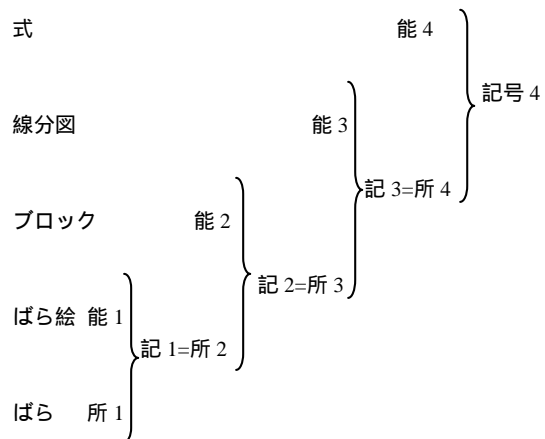 式 能 4
記号 4
線分図 能 3
記 3=所 4
ブロック 能 2
記 2=所 3
ばら絵 能 1
記 1=所 2
ばら 所 1